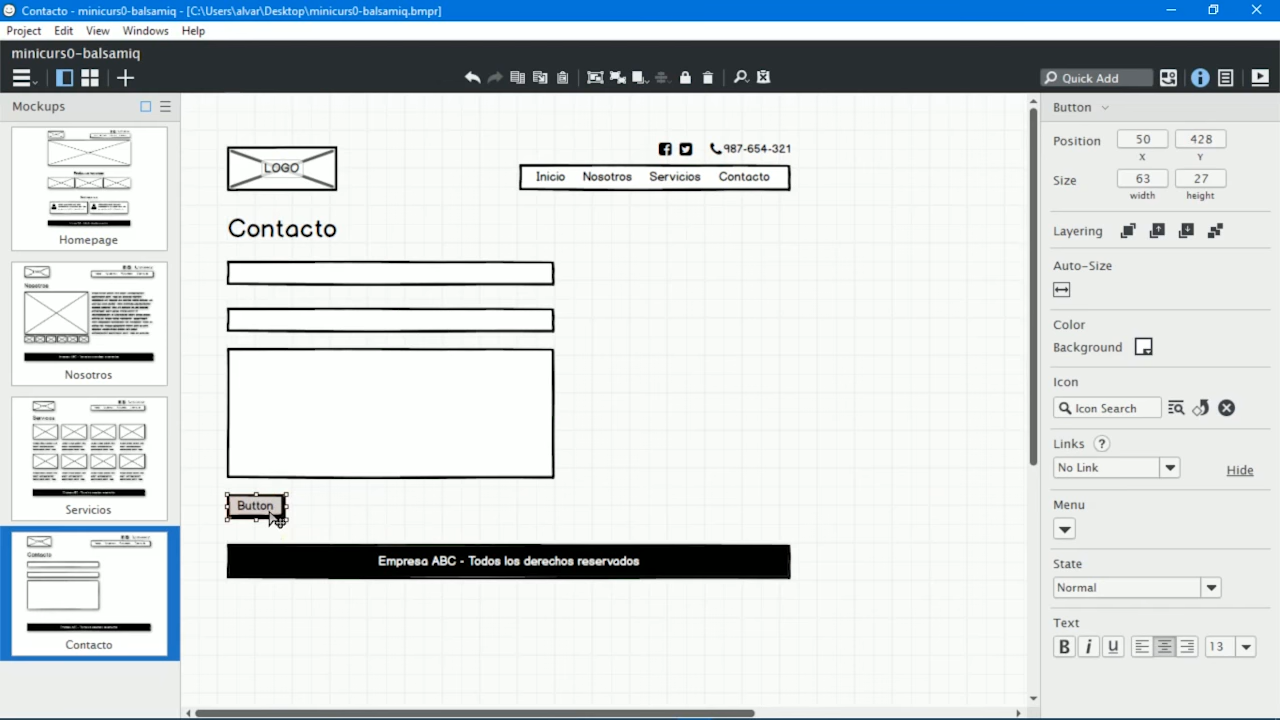 Contacto - minicurs0-balsamiq - [C:\Users\alvar\Desktop\minicurs0-balsamiq.bmpr]
Project Edit View Windows Help
minicurs0-balsamiq
Quick Add
Mockups
Homepage
Nosotros
Servicios
Contacto
LOGO
987-654-321
Inicio Nosotros Servicios Contacto
Contacto
Button
Empresa ABC - Todos los derechos reservados
Button
Position 50 428
X Y
Size 63 27
width height
Layering
Auto-Size
Color
Background
Icon
Icon Search
Links ?
No Link Hide
Menu
State
Normal
Text
B i U 13